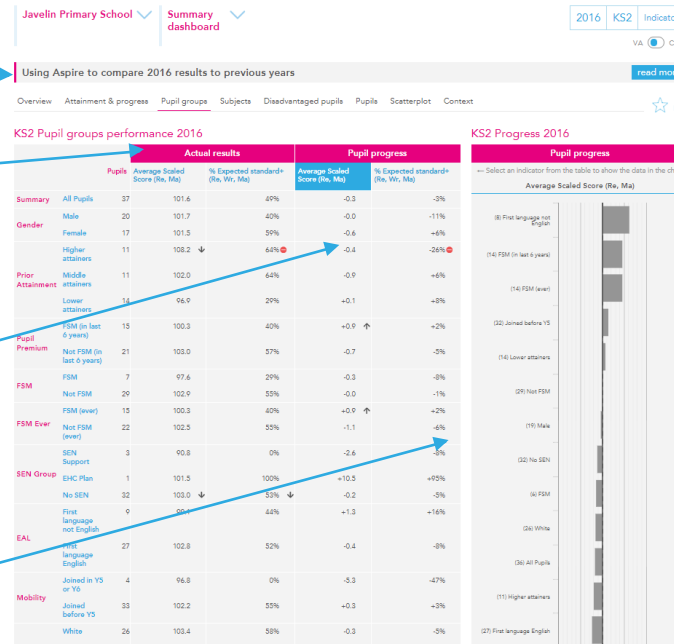 Javelin Primary School
Summary dashboard
2016 KS2
VA
Using Aspire to compare 2016 results to previous years
read mor
Overview Attainment & progress Pupil groups Subjects Disadvantaged pupils Pupils Scatterplot Context
KS2 Pupil groups performance 2016
Actual results Pupil progress
Pupils Average Scaled Score (Re, Ma) % Expected standard+ (Re, Wr, Ma) Average Scaled Score (Re, Ma) % Expected standard+ (Re, Wr, Ma)
Summary All Pupils 37 101.6 49% -0.3 -3%
Gender Male 20 101.7 40% -0.0 -11%
Female 17 101.5 59% -0.6 +6%
Prior Attainment Higher attainers 11 108.2 64% -0.4 -26%
Middle attainers 11 102.0 64% -0.9 +6%
Lower attainers 14 96.9 29% +0.1 +8%
Pupil Premium FSM (in last 6 years) 15 100.3 40% +0.9 +2%
Not FSM (in last 6 years) 21 103.0 57% -0.7 -5%
FSM FSM 7 97.6 29% -0.3 -8%
Not FSM 29 102.9 55% -0.0 -1%
FSM Ever FSM (ever) 15 100.3 40% +0.9 +2%
Not FSM (ever) 22 102.5 55% -1.1 -6%
SEN Group SEN Support 3 90.8 0% -2.6 -8%
EHC Plan 1 101.5 100% +10.5 +95%
No SEN 32 103.0 53% -0.2 -5%
EAL First language not English 9 44% +1.3 +16%
First language English 27 102.8 52% -0.4 -8%
Mobility Joined in Y5 or Y6 4 96.8 0% -5.3 -47%
Joined before Y5 33 102.2 55% +0.3 +3%
White 26 103.4 58% -0.3 -5%
KS2 Progress 2016
Pupil progress
← Select an indicator from the table to show the data in the ch
Average Scaled Score (Re, Ma)
(8) First language not English
(14) FSM (in last 6 years)
(14) FSM (ever)
(32) Joined before Y5
(14) Lower attainers
(29) Not FSM
(19) Male
(32) No SEN
(6) FSM
(26) White
(36) All Pupils
(11) Higher attainers
(27) First language English